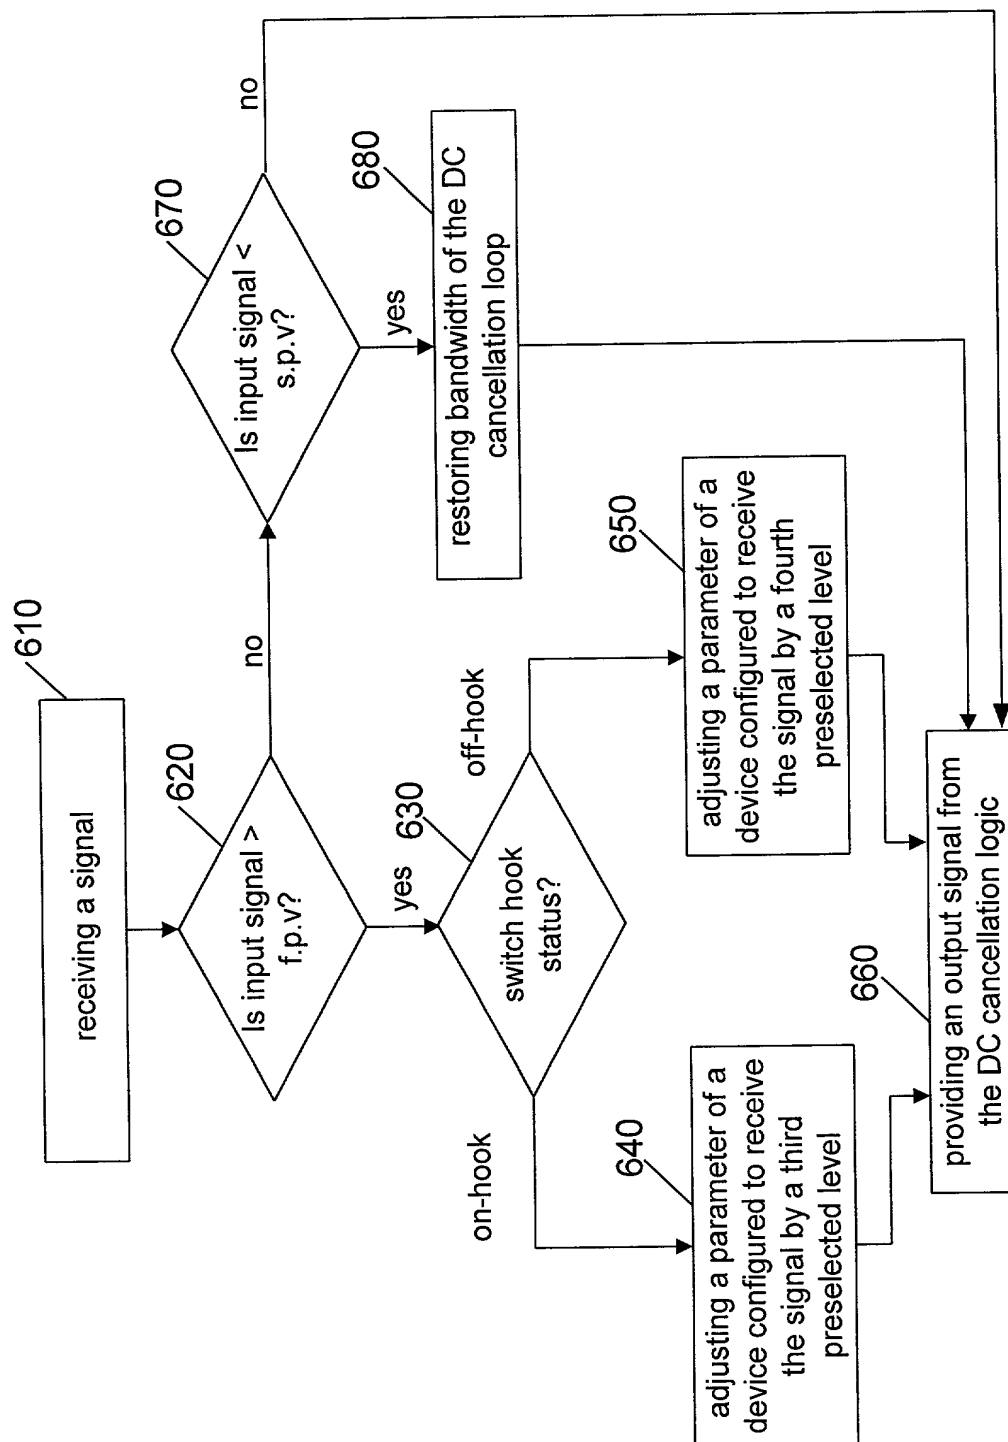 610
receiving a signal
620
Is input signal >
f.p.v?
no
yes
670
Is input signal <
s.p.v?
no
yes
680
restoring bandwidth of the DC
cancellation loop
630
switch hook
status?
on-hook
off-hook
640
adjusting a parameter of a
device configured to receive
the signal by a third
preselected level
650
adjusting a parameter of a
device configured to receive
the signal by a fourth
preselected level
660
providing an output signal from
the DC cancellation logic